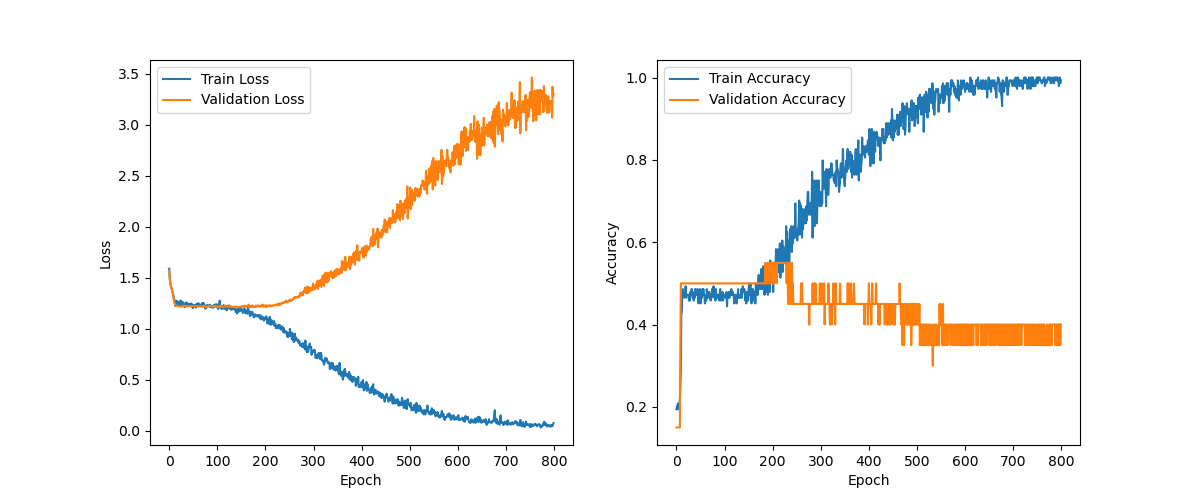 Train Loss
Validation Loss
3.5
3.0
2.5
2.0
1.5
1.0
0.5
0.0
Loss
0 100 200 300 400 500 600 700 800
Epoch
Train Accuracy
Validation Accuracy
1.0
0.8
0.6
0.4
0.2
Accuracy
0 100 200 300 400 500 600 700 800
Epoch